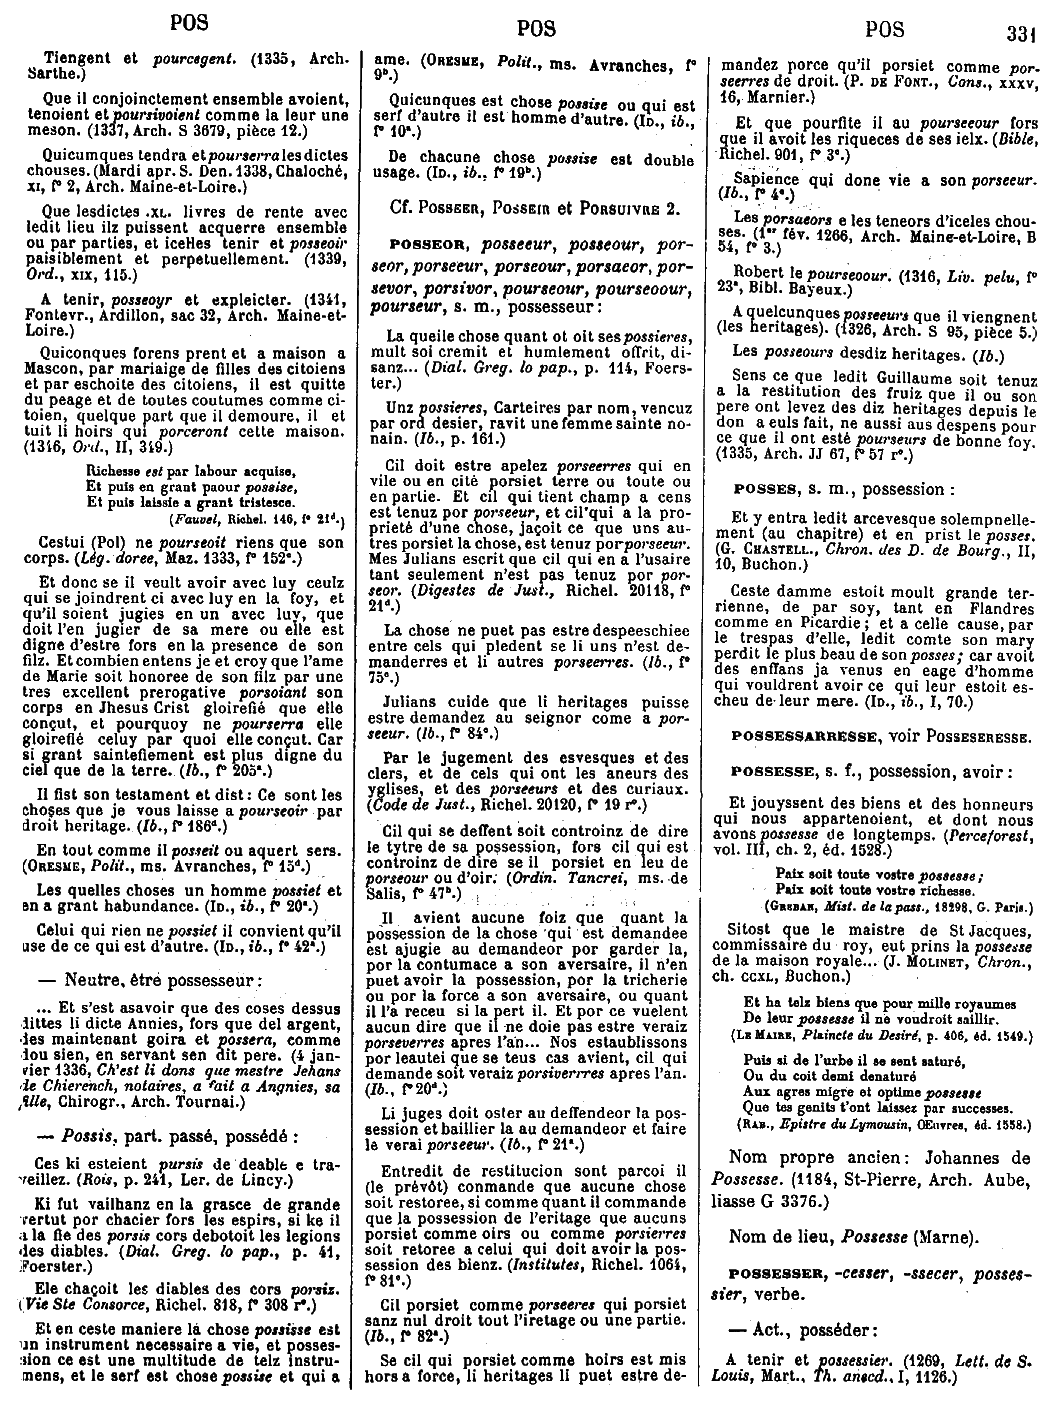 POS
POS
POS
331
Tiengent et pourcegent. (1335, Arch.
Sarthe.)
Que il conjoinctement ensemble avoient,
tenoient et poursivoient comme la leur une
meson. (1337, Arch. S 3679, pièce 12.)
Quicumques tendra et pourserra les dictes
chouses. (Mardi apr. S. Den. 1338, Chaloché,
XI, f° 2, Arch. Maine-et-Loire.)
Que lesdictes .XL. livres de rente avec
ledit lieu ilz puissent acquerre ensemble
ou par parties, et icelles tenir et posseoir
paisiblement et perpetuellement. (1339,
Ord., XIX, 115.)
A tenir, posseoyr et expleicter. (1341,
Fontevr., Ardillon, sac 32, Arch. Maine-et-
Loire.)
Quiconques forens prent et a maison a
Mascon, par mariaige de filles des citoiens
et par eschoite des citoiens, il est quitte
du peage et de toutes coutumes comme ci-
toien, quelque part que il demoure, il et
tuit li hoirs qui porceront cette maison.
(1346, Ord., II, 349.)
Richesse est par labour acquise,
Et puis en grant paour possise,
Et puis laissie a grant tristesce.
(Fauvel, Richel. 146, f° 21d.)
Cestui (Pol) ne pourseoit riens que son
corps. (Lég. doree, Maz. 1333, f° 152c.)
Et donc se il veult avoir avec luy ceulz
qui se joindrent ci avec luy en la foy, et
qu'il soient jugies en un avec luy, que
doit l'en jugier de sa mere ou elle est
digne d'estre fors en la presence de son
filz. Et combien entens je et croy que l'ame
de Marie soit honoree de son filz par une
tres excellent prerogative porsoiant son
corps en Jhesus Crist gloirefié que elle
conçut, et pourquoy ne pourserra elle
gloirefié celuy par quoi elle conçut. Car
si grant saintefiement est plus digne du
ciel que de la terre. (Ib., f° 205c.)
Il fist son testament et dist: Ce sont les
choses que je vous laisse a pourseoir par
droit heritage. (Ib., f° 186d.)
En tout comme il posseit ou aquert sers.
(ORESME, Polit., ms. Avranches, f° 15d.)
Les quelles choses un homme possiet et
en a grant habundance. (ID., ib., f° 20a.)
Celui qui rien ne possiet il convient qu'il
use de ce qui est d'autre. (ID., ib., f° 42a.)
— Neutre, être possesseur:
... Et s'est asavoir que des coses dessus
dittes li dicte Annies, fors que del argent,
des maintenant goira et possera, comme
dou sien, en servant sen dit pere. (4 jan-
vier 1336, Ch'est li dons que mestre Jehans
de Chierench, notaires, a fait a Angnies, sa
fille, Chirogr., Arch. Tournai.)
— Possis, part. passé, possédé:
Ces ki esteient pursis de deable e tra-
veillez. (Rois, p. 241, Ler. de Lincy.)
Ki fut vailhanz en la grasce de grande
vertut por chacier fors les espirs, si ke il
a la fie des porsis cors debotoit les legions
des diables. (Dial. Greg. lo pap., p. 41,
Foerster.)
Ele chaçoit les diables des cors porsiz.
(Vie Ste Consorce, Richel. 818, f° 308 r°.)
Et en ceste maniere la chose possisse est
un instrument necessaire a vie, et posses-
sion ce est une multitude de telz instru-
mens, et le serf est chose possise et qui a
ame. (ORESME, Polit., ms. Avranches, f°
9b.)
Quicunques est chose possise ou qui est
serf d'autre il est homme d'autre. (ID., ib.,
f° 10a.)
De chacune chose possise est double
usage. (ID., ib., f° 19b.)
Cf. POSSEER, POSSEIR et PORSUIVRE 2.
POSSEOR, posseeur, posseour, por-
seor, porseeur, porseour, porsaeor, por-
sevor, porsivor, pourseour, pourseoour,
pourseur, s. m., possesseur:
La queile chose quant ot oit ses possieres,
mult soi cremit et humlement offrit, di-
sanz... (Dial. Greg. lo pap., p. 114, Foers-
ter.)
Unz possieres, Carteires par nom, vencuz
par ord desier, ravit une femme sainte no-
nain. (Ib., p. 161.)
Cil doit estre apelez porseerres qui en
vile ou en cité porsiet terre ou toute ou
en partie. Et cil qui tient champ a cens
est tenuz por porseeur, et cil qui a la pro-
prieté d'une chose, jaçoit ce que uns au-
tres porsiet la chose, est tenuz por porseeur.
Mes Julians escrit que cil qui en a l'usaire
tant seulement n'est pas tenuz por por-
seor. (Digestes de Just., Richel. 20118, f°
21d.)
La chose ne puet pas estre despeeschiee
entre cels qui pledent se li uns n'est de-
manderres et li autres porseerres. (Ib., f°
75c.)
Julians cuide que li heritages puisse
estre demandez au seignor come a por-
seeur. (Ib., f° 84c.)
Par le jugement des esvesques et des
clers, et de cels qui ont les aneurs des
yglises, et des porseeurs et des curiaux.
(Code de Just., Richel. 20120, f° 19 r°.)
Cil qui se deffent soit controinz de dire
le tytre de sa possession, fors cil qui est
controinz de dire se il porsiet en leu de
porseour ou d'oir. (Ordin. Tancrei, ms. de
Salis, f° 47b.)
Il avient aucune foiz que quant la
possession de la chose qui est demandee
est ajugie au demandeor por garder la,
por la contumace a son aversaire, il n'en
puet avoir la possession, por la tricherie
ou por la force a son aversaire, ou quant
il l'a receu si la pert il. Et por ce vuelent
aucun dire que il ne doie pas estre veraiz
porseverres apres l'an... Nos establissons
por leautei que se teus cas avient, cil qui
demande soit veraiz porsiverres apres l'an.
(Ib., f° 20d.)
Li juges doit oster au deffendeor la pos-
session et baillier la au demandeor et faire
le verai porseeur. (Ib., f° 21a.)
Entredit de restitucion sont parcoi il
(le prévôt) conmande que aucune chose
soit restoree, si comme quant il commande
que la possession de l'eritage que aucuns
porsiet comme oirs ou comme porsierres
soit retoree a celui qui doit avoir la pos-
session des bienz. (Institutes, Richel. 1064,
f° 81c.)
Cil porsiet comme porseeres qui porsiet
sanz nul droit tout l'iretage ou une partie.
(Ib., f° 82a.)
Se cil qui porsiet comme hoirs est mis
hors a force, li heritages li puet estre de-
mandez porce qu'il porsiet comme por-
seerres de droit. (P. DE FONT., Cons., XXXV,
16, Marnier.)
Et que pourfite il au pourseeour fors
que il avoit les riqueces de ses ielx. (Bible,
Richel. 901, f° 3c.)
Sapience qui done vie a son porseeur.
(Ib., f° 4c.)
Les porsaeors e les teneors d'iceles chou-
ses. (1er fév. 1266, Arch. Maine-et-Loire, B
54, f° 3.)
Robert le pourseoour. (1316, Liv. pelu, f°
23a, Bibl. Bayeux.)
A quelcunques posseeurs que il viengnent
(les heritages). (1326, Arch. S 95, pièce 5.)
Les posseours desdiz heritages. (Ib.)
Sens ce que ledit Guillaume soit tenuz
a la restitution des fruiz que il ou son
pere ont levez des diz heritages depuis le
don a euls fait, ne aussi aus despens pour
ce que il ont esté pourseurs de bonne foy.
(1335, Arch. JJ 67, f° 57 r°.)
POSSES, s. m., possession:
Et y entra ledit arcevesque solempnelle-
ment (au chapitre) et en prist le posses.
(G. CHASTELL., Chron. des D. de Bourg., II,
10, Buchon.)
Ceste damme estoit moult grande ter-
rienne, de par soy, tant en Flandres
comme en Picardie; et a celle cause, par
le trespas d'elle, ledit comte son mary
perdit le plus beau de son posses; car avoit
des enffans ja venus en eage d'homme
qui vouldrent avoir ce qui leur estoit es-
cheu de leur mere. (ID., ib., I, 70.)
POSSESSARRESSE, voir POSSESERESSE.
POSSESSE, s. f., possession, avoir:
Et jouyssent des biens et des honneurs
qui nous appartenoient, et dont nous
avons possesse de longtemps. (Perceforest,
vol. III, ch. 2, éd. 1528.)
Paix soit toute vostre possesse;
Paix soit toute vostre richesse.
(GREBAN, Mist. de la pass., 18298, G. Paris.)
Sitost que le maistre de St Jacques,
commissaire du roy, eut prins la possesse
de la maison royale... (J. MOLINET, Chron.,
ch. CCXL, Buchon.)
Et ha telz biens que pour mille royaumes
De leur possesse il ne voudroit saillir.
(LE MAIRE, Plaincte du Desiré, p. 406, éd. 1549.)
Puis si de l'urbe il se sent saturé,
Ou du coit demi denaturé
Aux agres migre et optime possesse
Que tes genits t'ont laissez par successes.
(RAB., Epistre du Lymousin, Œuvres, éd. 1558.)
Nom propre ancien: Johannes de
Possesse. (1184, St-Pierre, Arch. Aube,
liasse G 3376.)
Nom de lieu, Possesse (Marne).
POSSESSER, -cesser, -ssecer, posses-
sier, verbe.
— Act., posséder:
A tenir et possessier. (1269, Lett. de S.
Louis, Mart., Th. anecd., I, 1126.)